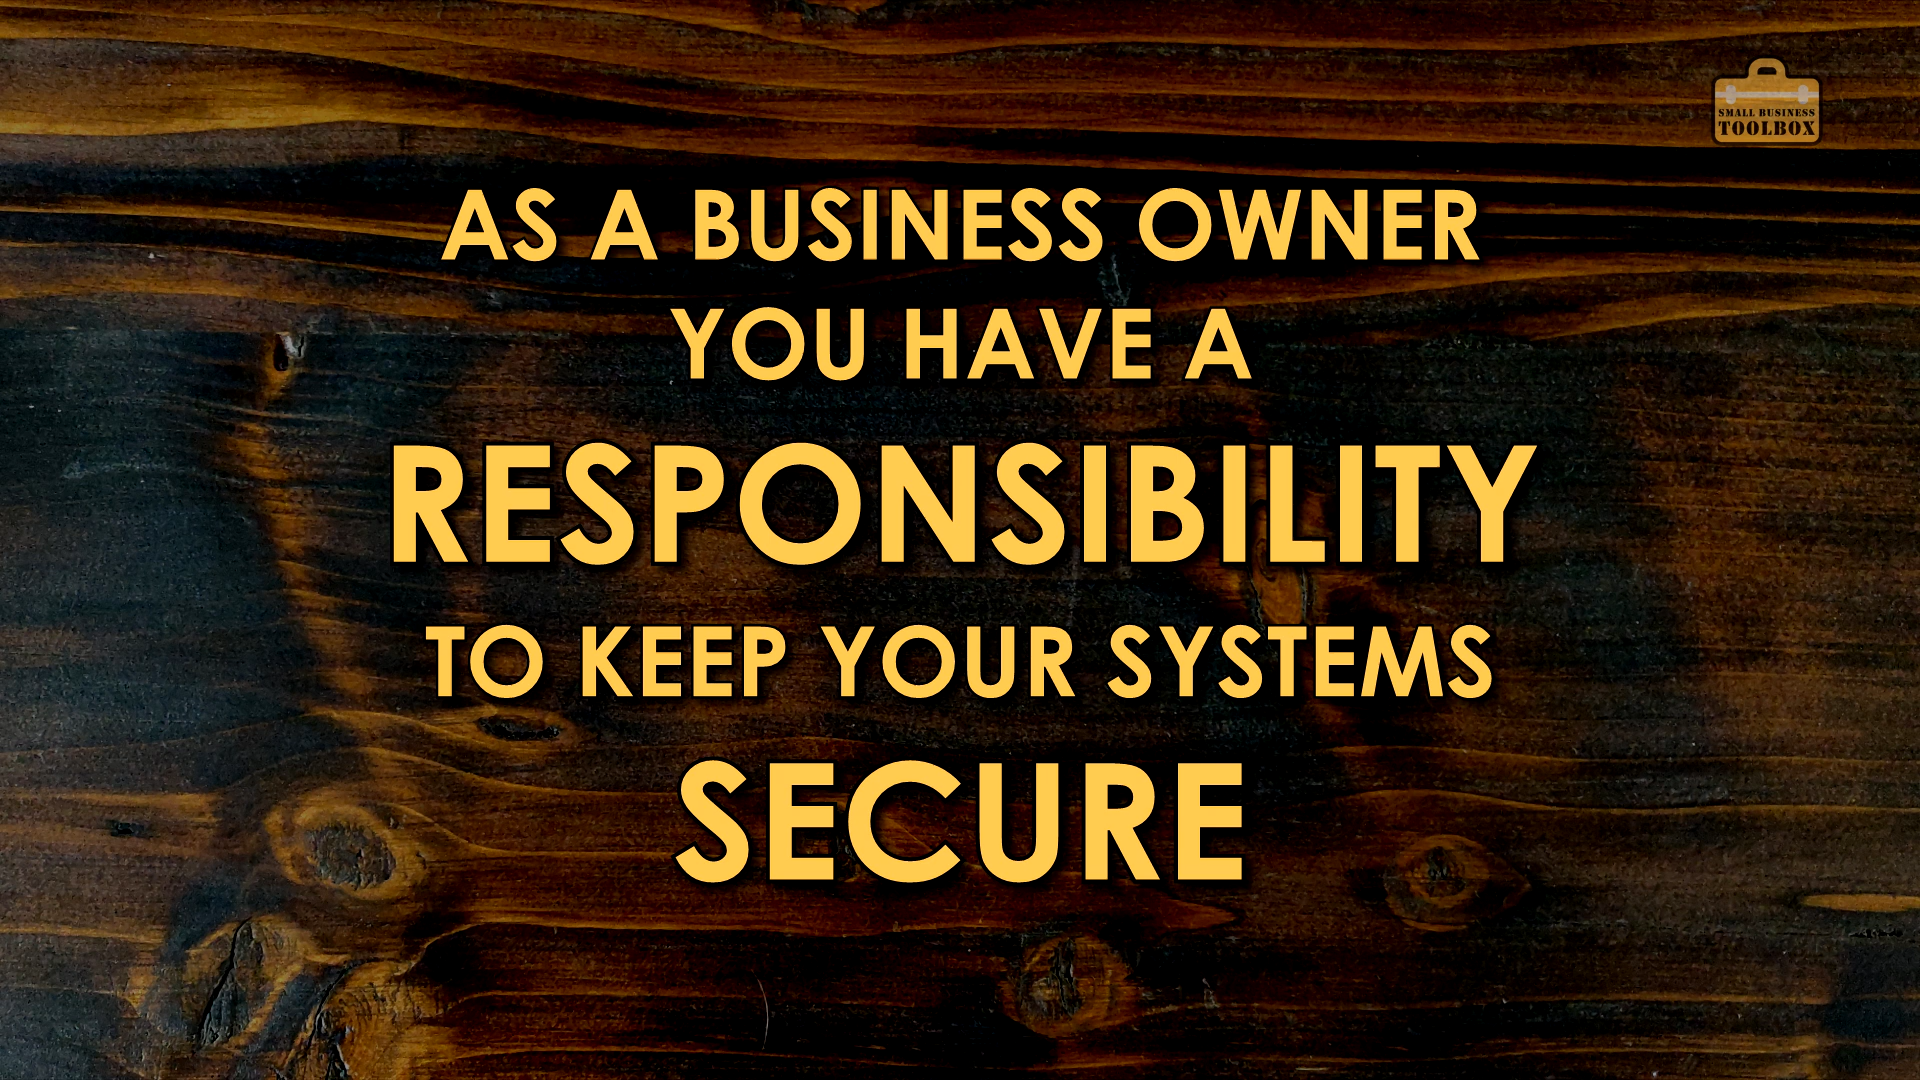 SMALL BUSINESS
TOOLBOX
AS A BUSINESS OWNER
YOU HAVE A
RESPONSIBILITY
TO KEEP YOUR SYSTEMS
SECURE